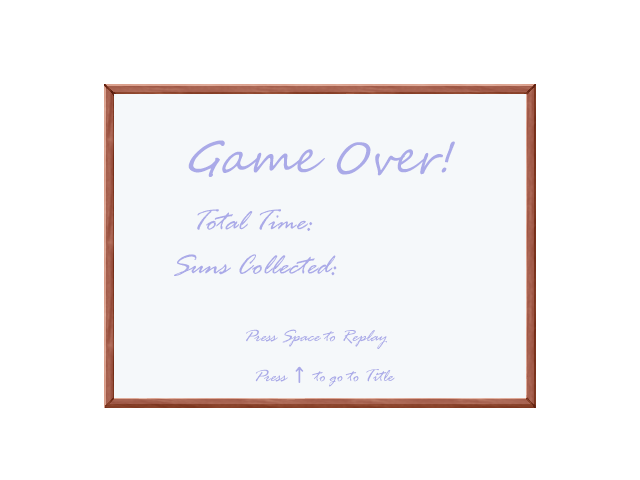 Game Over!
Total Time:
Suns Collected:
Press Space to Replay
Press ↑ to go to Title